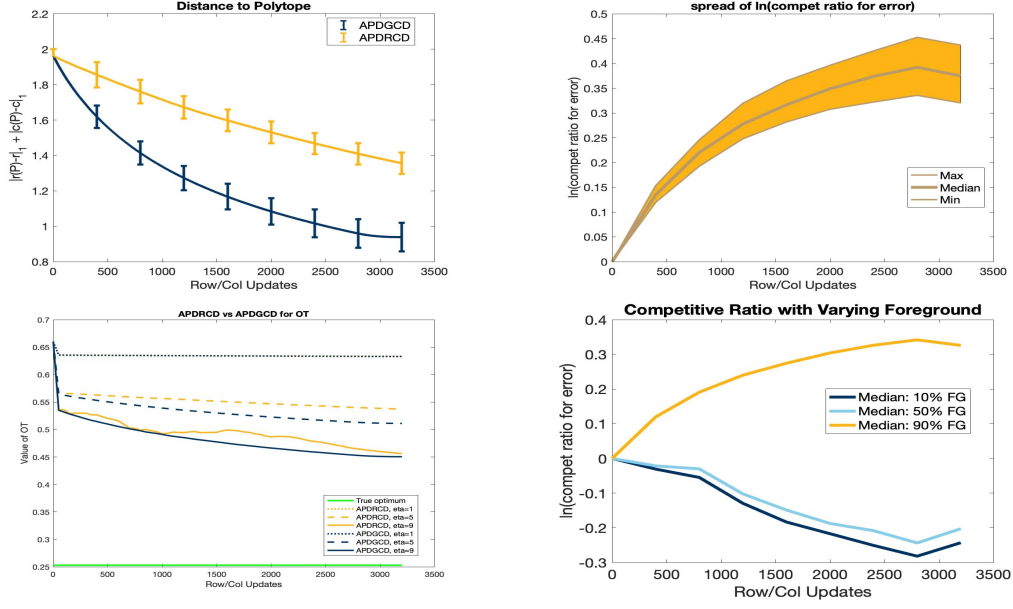 Distance to Polytope
APDGCD
APDRCD
2.2
2
1.8
1.6
1.4
1.2
1
0.8
|r(P)-r|1 + |c(P)-c|1
0 500 1000 1500 2000 2500 3000 3500
Row/Col Updates
spread of ln(compet ratio for error)
0.5
0.45
0.4
0.35
0.3
0.25
0.2
0.15
0.1
0.05
0
ln(compet ratio for error)
Max
Median
Min
0 500 1000 1500 2000 2500 3000 3500
Row/Col Updates
APDRCD vs APDGCD for OT
0.7
0.65
0.6
0.55
0.5
0.45
0.4
0.35
0.3
0.25
Value of OT
True optimum
APDRCD, eta=1
APDRCD, eta=5
APDRCD, eta=9
APDGCD, eta=1
APDGCD, eta=5
APDGCD, eta=9
0 500 1000 1500 2000 2500 3000 3500
Row/Col Updates
Competitive Ratio with Varying Foreground
0.4
0.3
0.2
0.1
0
-0.1
-0.2
-0.3
ln(compet ratio for error)
Median: 10% FG
Median: 50% FG
Median: 90% FG
0 500 1000 1500 2000 2500 3000 3500
Row/Col Updates